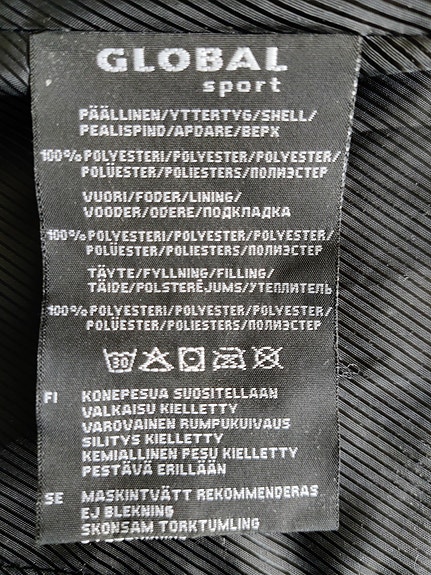 GLOBAL
sport
PÄÄLLINEN/YTTERTYG/SHELL/
PEALISPIND/APDARE/ВЕРХ
100% POLYESTERI/POLYESTER/POLYESTER/
POLÜESTER/POLIESTERS/ПОЛИЭСТЕР
VUORI/FODER/LINING/
VOODER/ODERE/ПОДКЛАДКА
100% POLYESTERI/POLYESTER/POLYESTER/
POLÜESTER/POLIESTERS/ПОЛИЭСТЕР
TÄYTE/FYLLNING/FILLING/
TÄIDE/POLSTERĒJUMS/УТЕПЛИТЕЛЬ
100% POLYESTERI/POLYESTER/POLYESTER/
POLÜESTER/POLIESTERS/ПОЛИЭСТЕР
30
FI KONEPESUA SUOSITELLAAN
VALKAISU KIELLETTY
VAROVAINEN RUMPUKUIVAUS
SILITYS KIELLETTY
KEMIALLINEN PESU KIELLETTY
PESTÄVÄ ERILLÄÄN
SE MASKINTVÄTT REKOMMENDERAS
EJ BLEKNING
SKONSAM TORKTUMLING